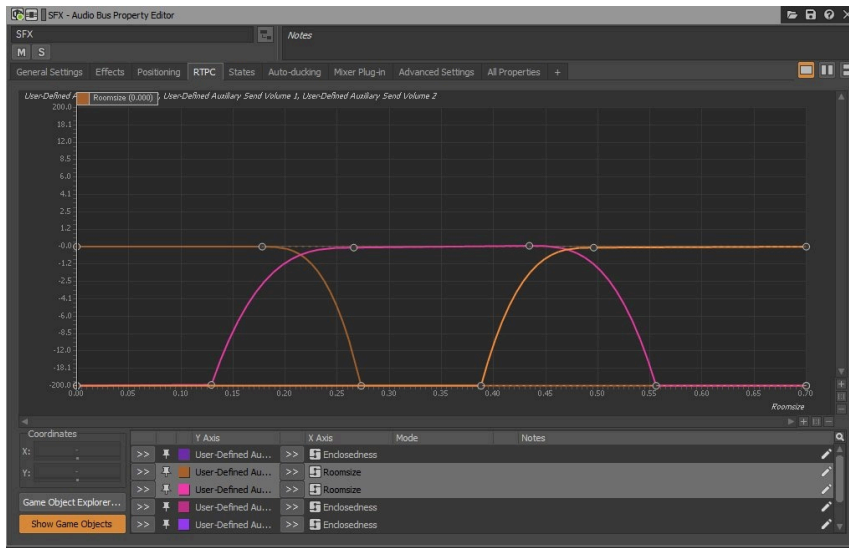 SFX - Audio Bus Property Editor
SFX
Notes
M S
General Settings Effects Positioning RTPC States Auto-ducking Mixer Plug-in Advanced Settings All Properties +
User-Defined A Roomsize (0.000) , User-Defined Auxiliary Send Volume 1, User-Defined Auxiliary Send Volume 2
200.0
18.1
12.0
8.5
6.0
4.1
2.5
1.2
-0.0
-1.2
-2.5
-4.1
-6.0
-8.5
-12.0
-18.1
-200.0
0.00 0.05 0.10 0.15 0.20 0.25 0.30 0.35 0.40 0.45 0.50 0.55 0.60 0.65 0.70
Roomsize
Coordinates
X:
Y:
Game Object Explorer...
Show Game Objects
Y Axis X Axis Mode Notes
>> User-Defined Au... >> Enclosedness
>> User-Defined Au... >> Roomsize
>> User-Defined Au... >> Roomsize
>> User-Defined Au... >> Enclosedness
>> User-Defined Au... >> Enclosedness